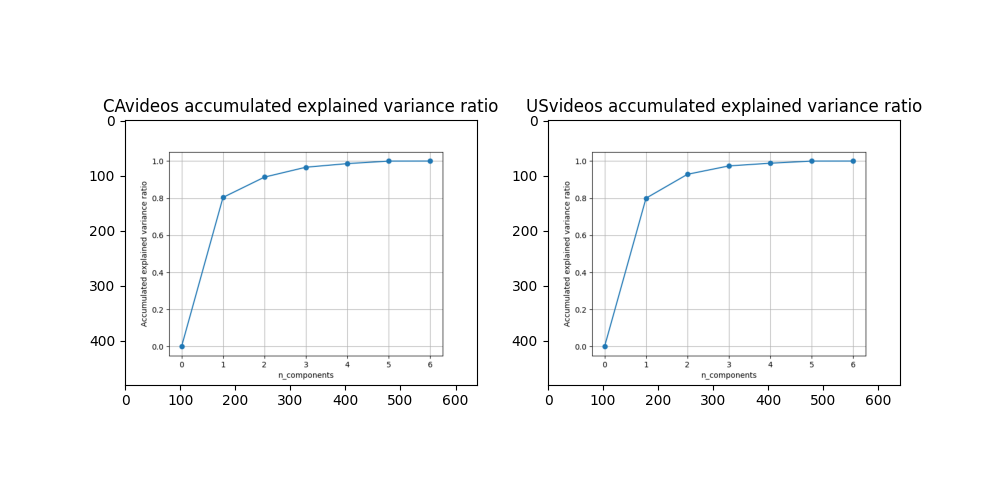 CAvideos accumulated explained variance ratio
0
100
200
300
400
0 100 200 300 400 500 600
1.0
0.8
0.6
0.4
0.2
0.0
Accumulated explained variance ratio
0 1 2 3 4 5 6
n_components
USvideos accumulated explained variance ratio
0
100
200
300
400
0 100 200 300 400 500 600
1.0
0.8
0.6
0.4
0.2
0.0
Accumulated explained variance ratio
0 1 2 3 4 5 6
n_components